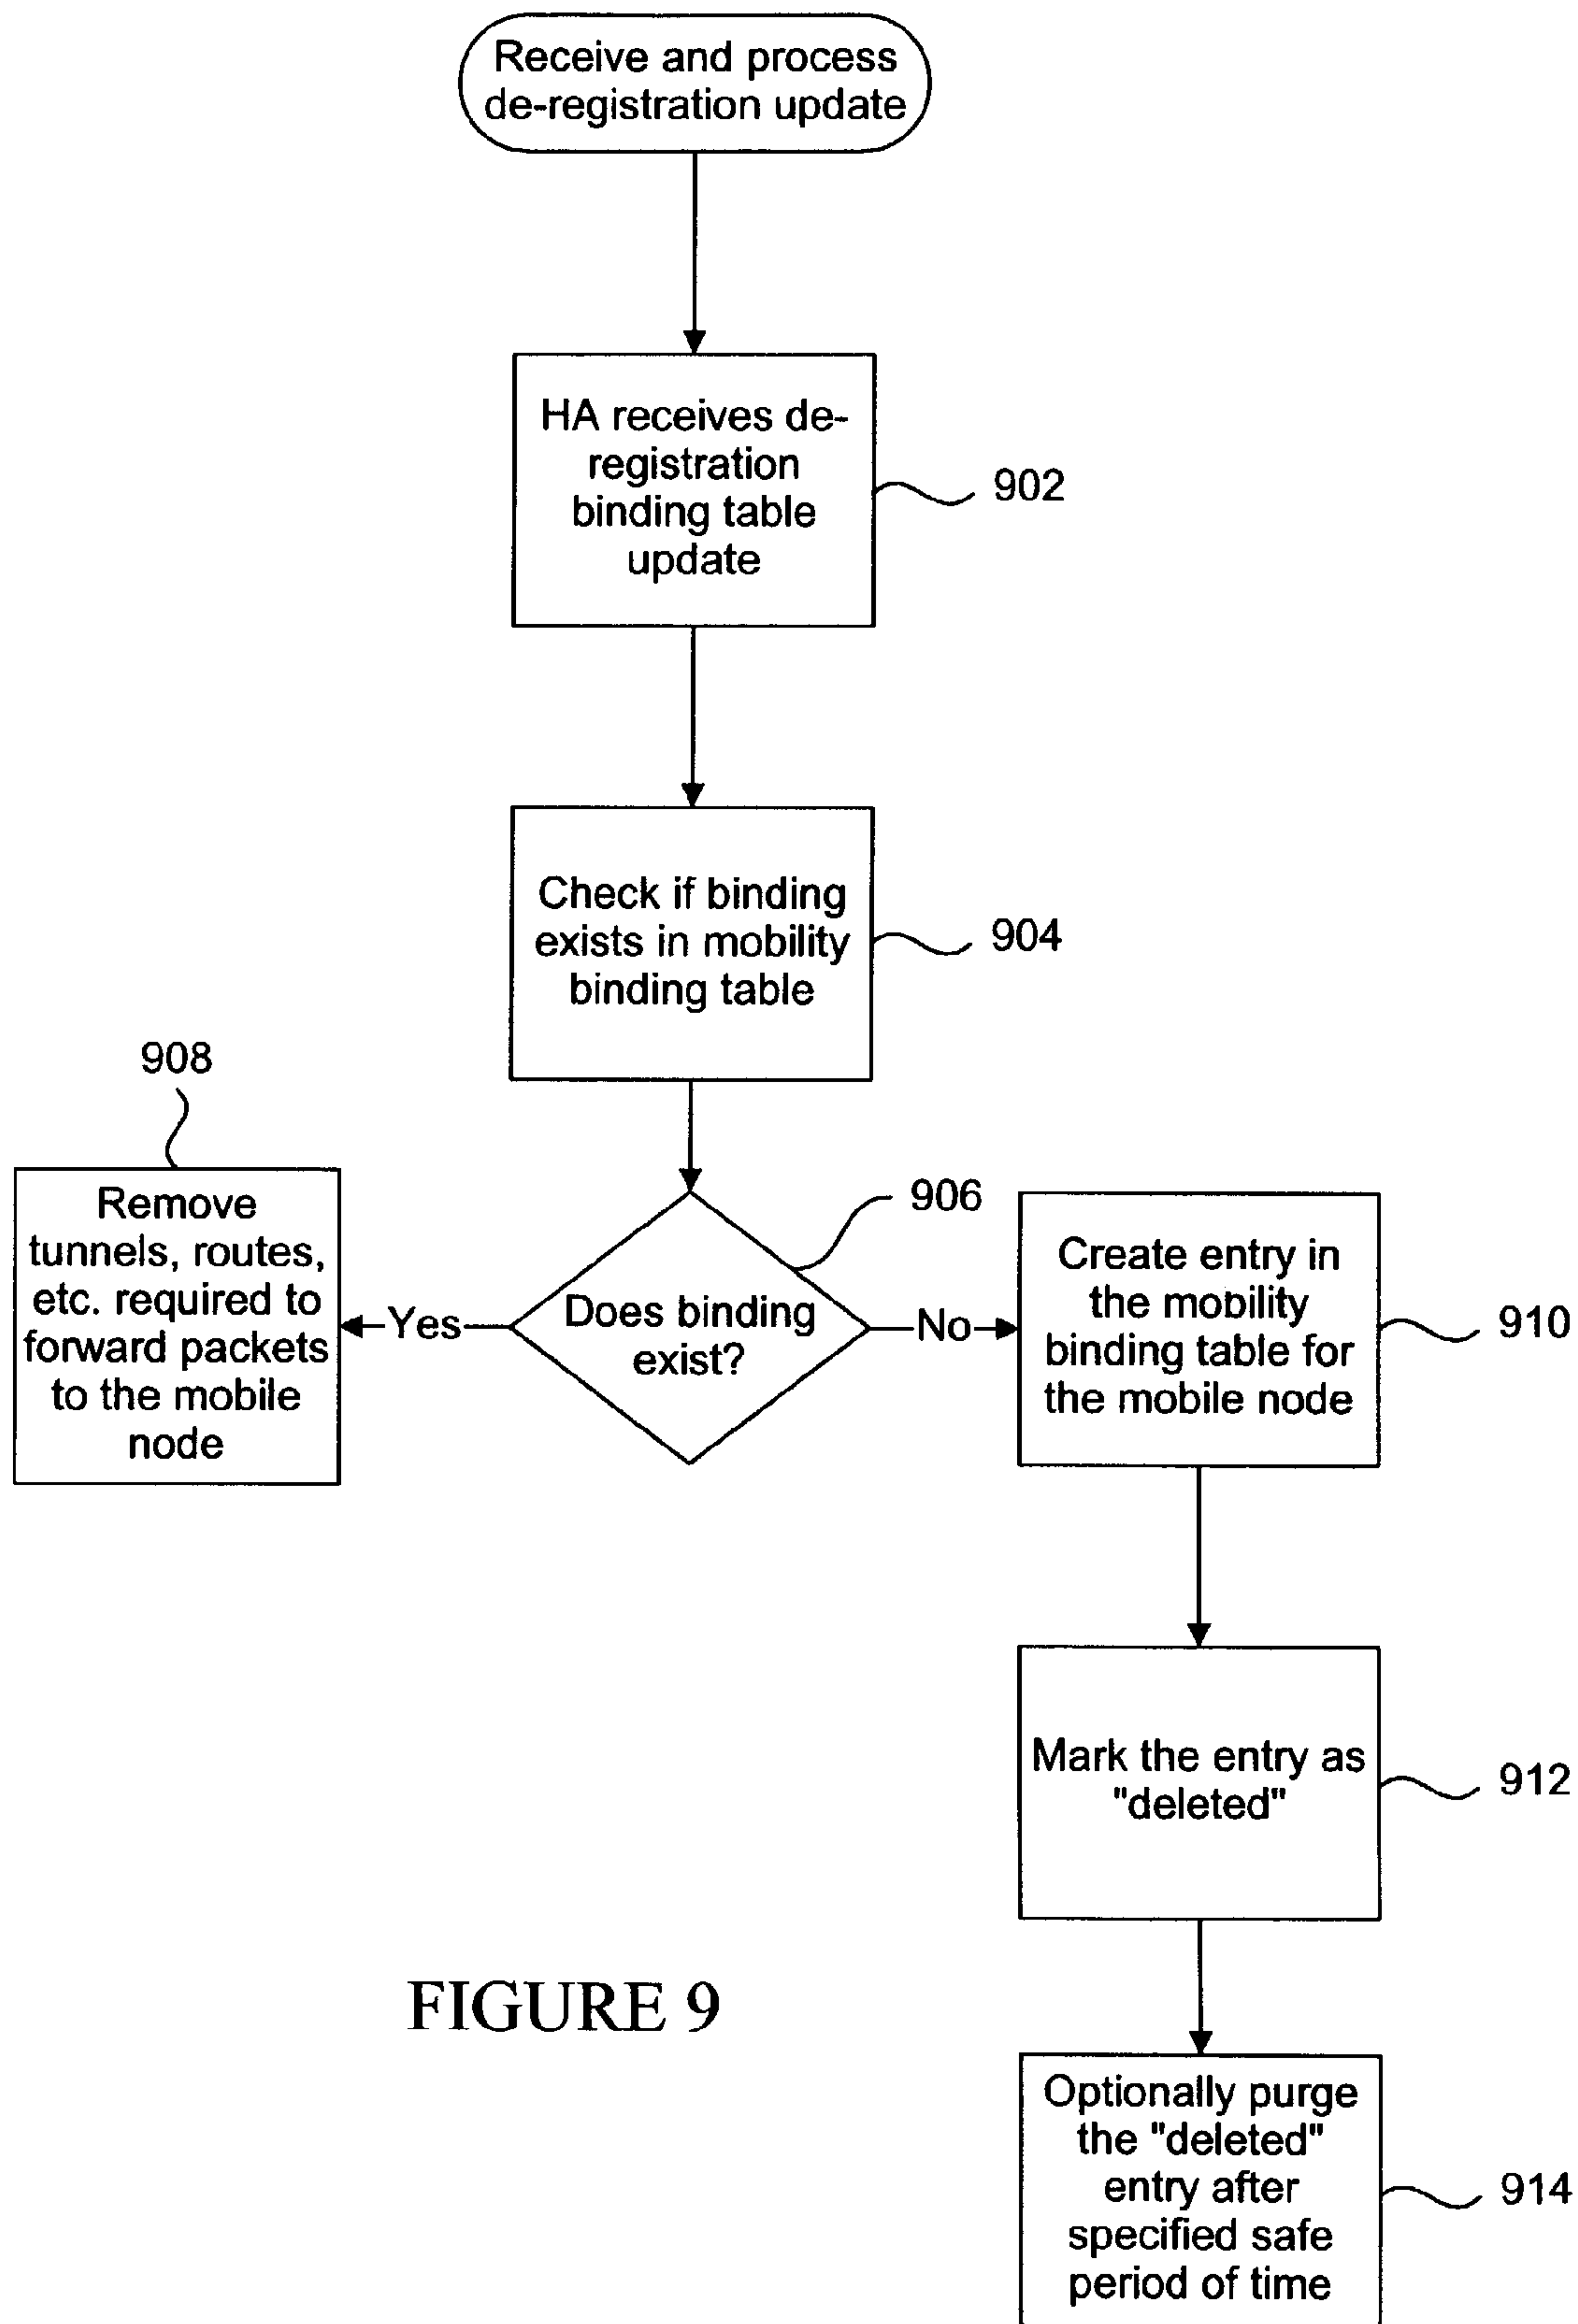 Receive and process
de-registration update
HA receives de-
registration
binding table
update
902
Check if binding
exists in mobility
binding table
904
908
Remove
tunnels, routes,
etc. required to
forward packets
to the mobile
node
Yes
906
Does binding
exist?
No
Create entry in
the mobility
binding table for
the mobile node
910
Mark the entry as
"deleted"
912
FIGURE 9
Optionally purge
the "deleted"
entry after
specified safe
period of time
914